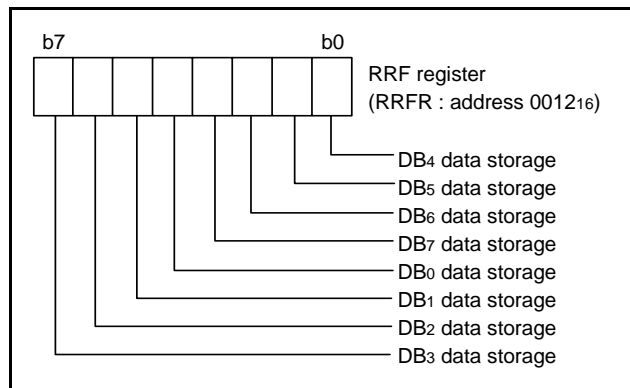 b7 b0
RRF register
(RRFR : address 0012₁₆)
DB₄ data storage
DB₅ data storage
DB₆ data storage
DB₇ data storage
DB₀ data storage
DB₁ data storage
DB₂ data storage
DB₃ data storage